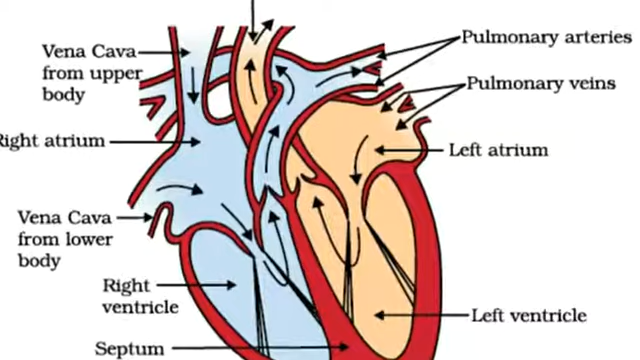 Vena Cava
from upper
body
Pulmonary arteries
Pulmonary veins
Right atrium
Left atrium
Vena Cava
from lower
body
Right
ventricle
Left ventricle
Septum